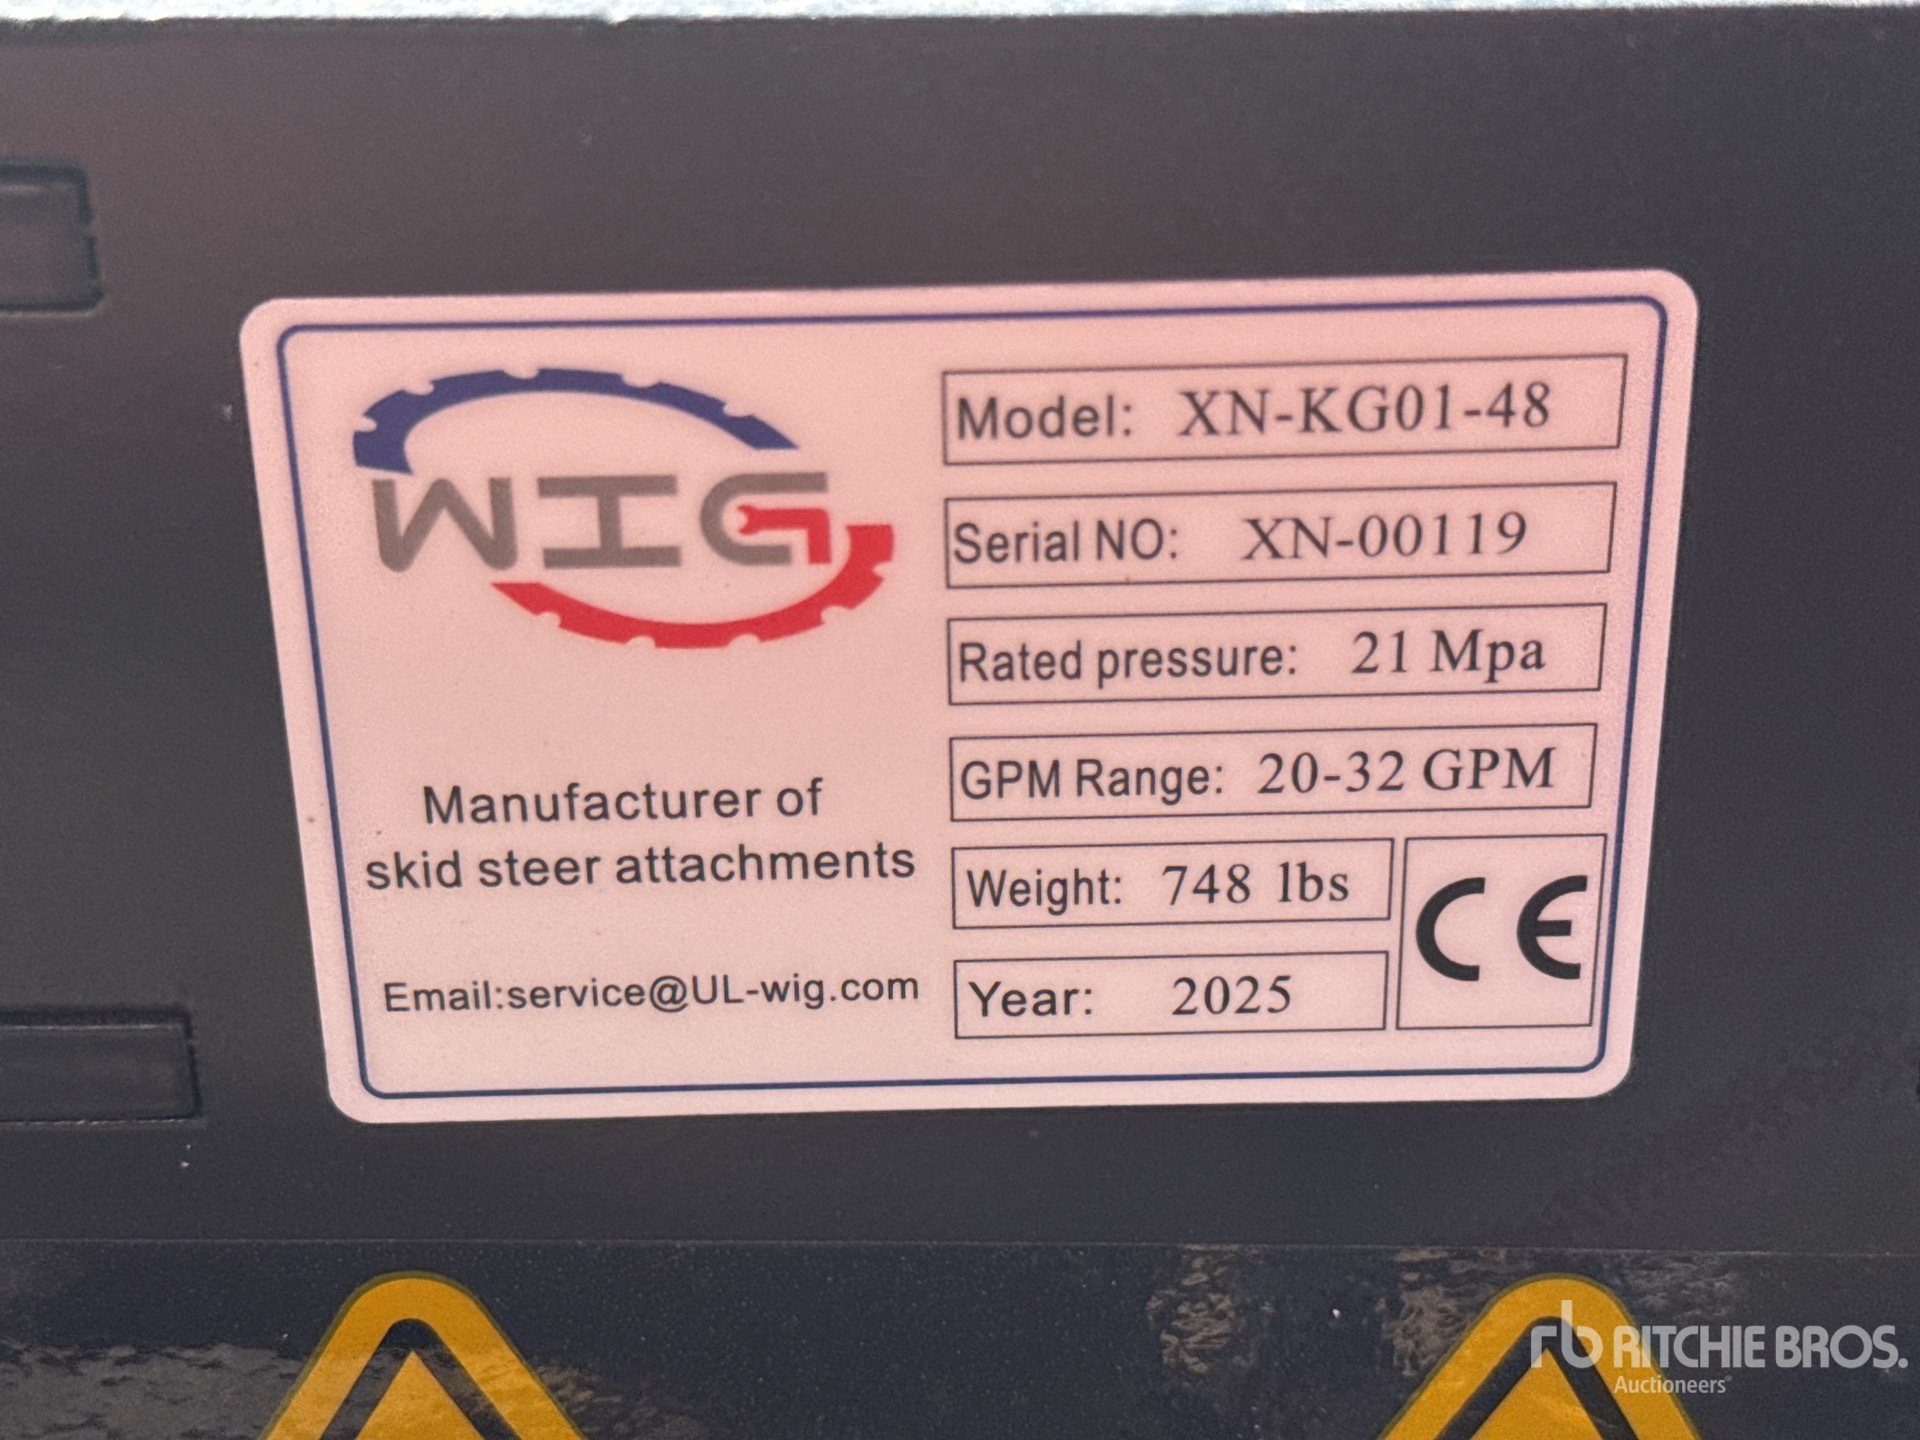 WIG
Manufacturer of
skid steer attachments
Email:service@UL-wig.com
Model: XN-KG01-48
Serial NO: XN-00119
Rated pressure: 21 Mpa
GPM Range: 20-32 GPM
Weight: 748 lbs
Year: 2025
CE
rb RITCHIE BROS.
Auctioneers